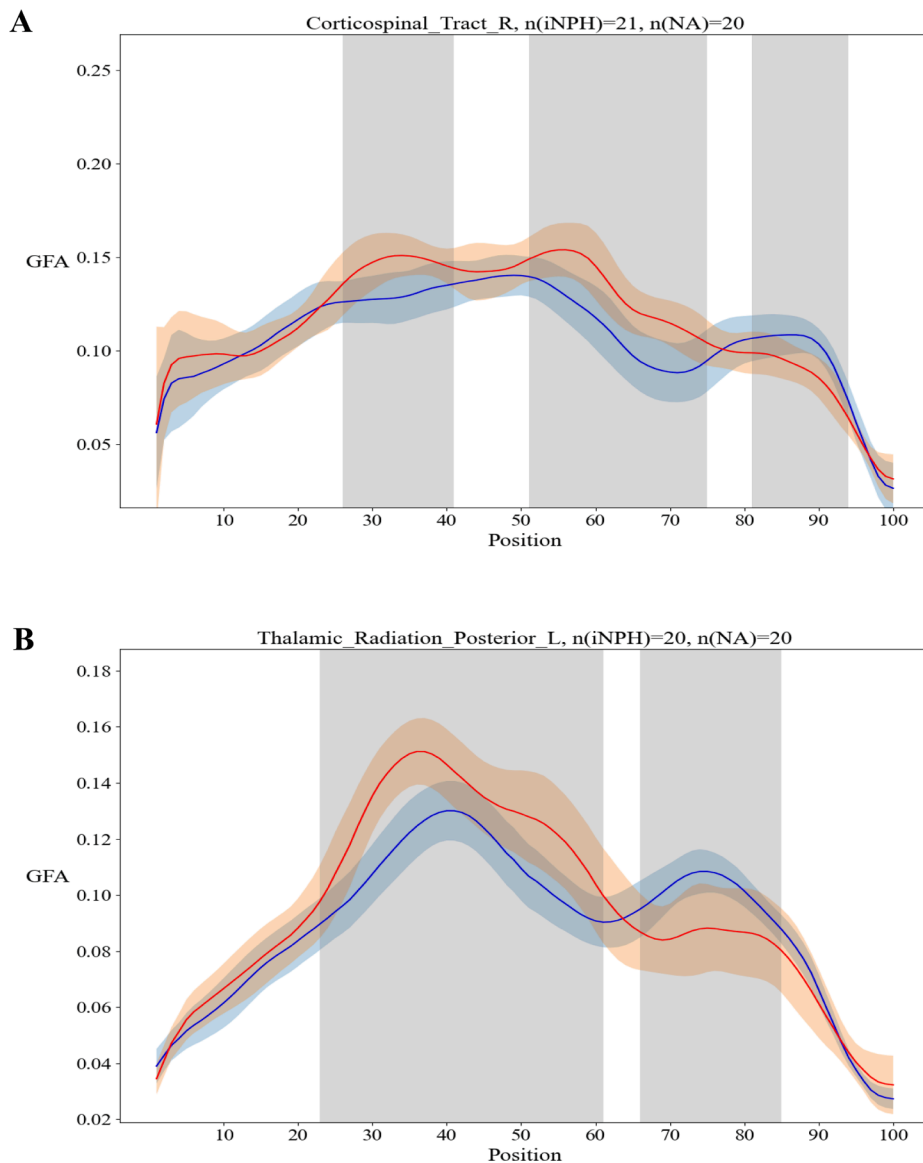 A
Corticospinal_Tract_R, n(iNPH)=21, n(NA)=20
0.25
0.20
0.15
GFA
0.10
0.05
10 20 30 40 50 60 70 80 90 100
Position
B
Thalamic_Radiation_Posterior_L, n(iNPH)=20, n(NA)=20
0.18
0.16
0.14
0.12
GFA
0.10
0.08
0.06
0.04
0.02
10 20 30 40 50 60 70 80 90 100
Position